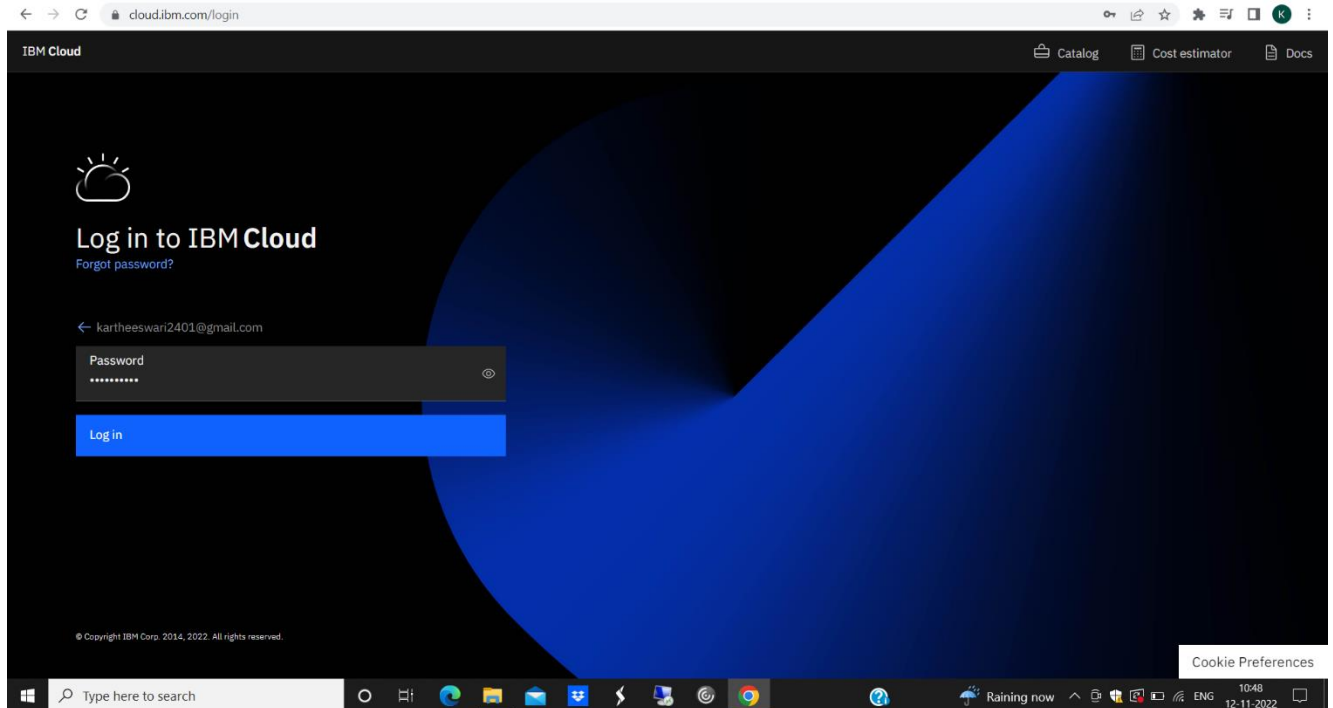 cloud.ibm.com/login
K
IBM Cloud
Catalog
Cost estimator
Docs
Log in to IBM Cloud
Forgot password?
← kartheeswari2401@gmail.com
Password
••••••••••
Log in
© Copyright IBM Corp. 2014, 2022. All rights reserved.
Cookie Preferences
Type here to search
Raining now
ENG
10:48
12-11-2022